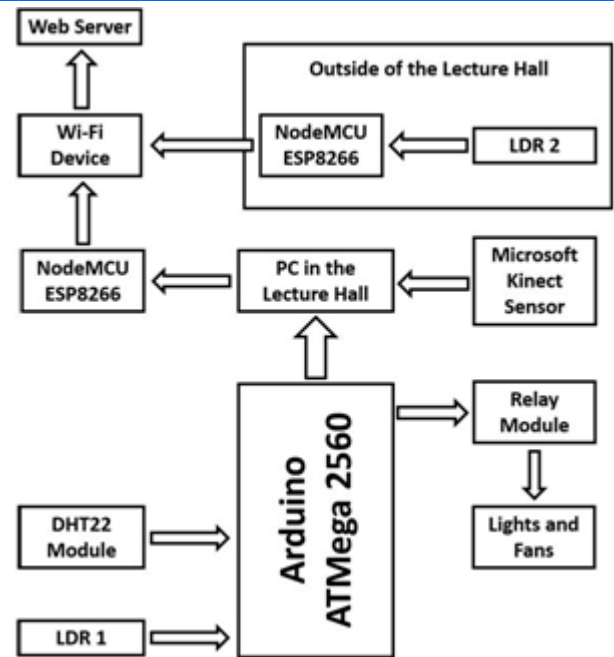 Web Server
Outside of the Lecture Hall
Wi-Fi
Device
NodeMCU
ESP8266
LDR 2
NodeMCU
ESP8266
PC in the
Lecture Hall
Microsoft
Kinect
Sensor
Arduino
ATMega 2560
Relay
Module
DHT22
Module
Lights and
Fans
LDR 1